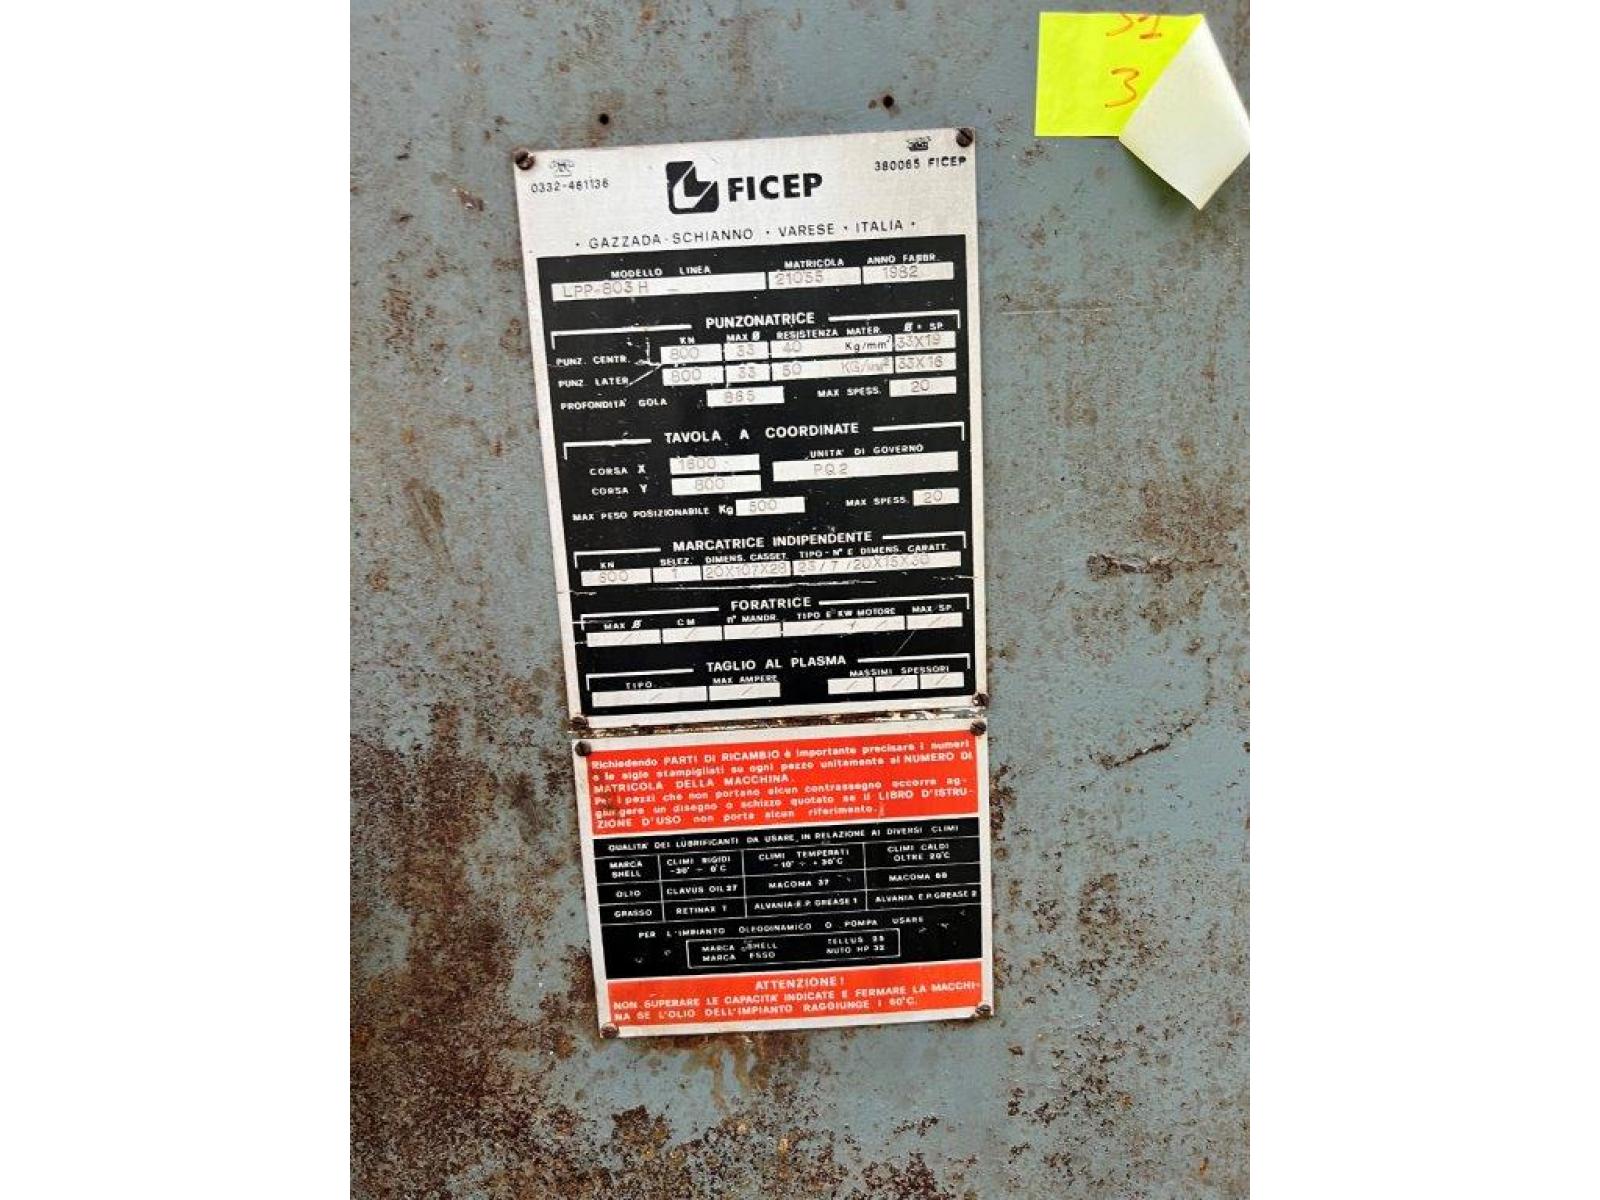 31
3
0332-461136
FICEP
380065 FICEP
• GAZZADA-SCHIANNO • VARESE • ITALIA •
MODELLO LINEA MATRICOLA ANNO FABBR.
LPP-803 H - 21055 1982
PUNZONATRICE
KN MAX Ø RESISTENZA MATER. Ø • SP.
PUNZ. CENTR. 800 33 40 Kg/mm² 33X19
PUNZ. LATER. 800 33 50 KG/mm² 33X16
PROFONDITA' GOLA 865 MAX SPESS. 20
TAVOLA A COORDINATE
CORSA X 1600 UNITA' DI GOVERNO
CORSA Y 800 PQ2
MAX PESO POSIZIONABILE Kg 500 MAX SPESS. 20
MARCATRICE INDIPENDENTE
KN SELEZ. DIMENS. CASSET. TIPO - N° E DIMENS. CARATT.
600 1 20X107X28 23/7/20X15X30
FORATRICE
MAX Ø CM n° MANDR. TIPO E KW MOTORE MAX SP.
/ / / / / /
TAGLIO AL PLASMA
TIPO MAX AMPERE MASSIMI SPESSORI
/ / / / /
Richiedendo PARTI DI RICAMBIO è importante precisare i numeri
o le sigle stampigliati su ogni pezzo unitamente al NUMERO DI
MATRICOLA DELLA MACCHINA.
Per i pezzi che non portano alcun contrassegno occorre ag-
giungere un disegno o schizzo quotato se il LIBRO D'ISTRU-
ZIONE D'USO non porta alcun riferimento.
QUALITA' DEI LUBRIFICANTI DA USARE IN RELAZIONE AI DIVERSI CLIMI
MARCA SHELL CLIMI RIGIDI -30° ÷ 0°C CLIMI TEMPERATI -10° ÷ +30°C CLIMI CALDI OLTRE 20°C
OLIO CLAVUS OIL 27 MACOMA 37 MACOMA 68
GRASSO RETINAX T ALVANIA-E.P. GREASE 1 ALVANIA E.P. GREASE 2
PER L'IMPIANTO OLEODINAMICO O POMPA USARE
MARCA SHELL TELLUS 25
MARCA ESSO NUTO HP 32
ATTENZIONE!
NON SUPERARE LE CAPACITA' INDICATE E FERMARE LA MACCHI-
NA SE L'OLIO DELL'IMPIANTO RAGGIUNGE I 60°C.